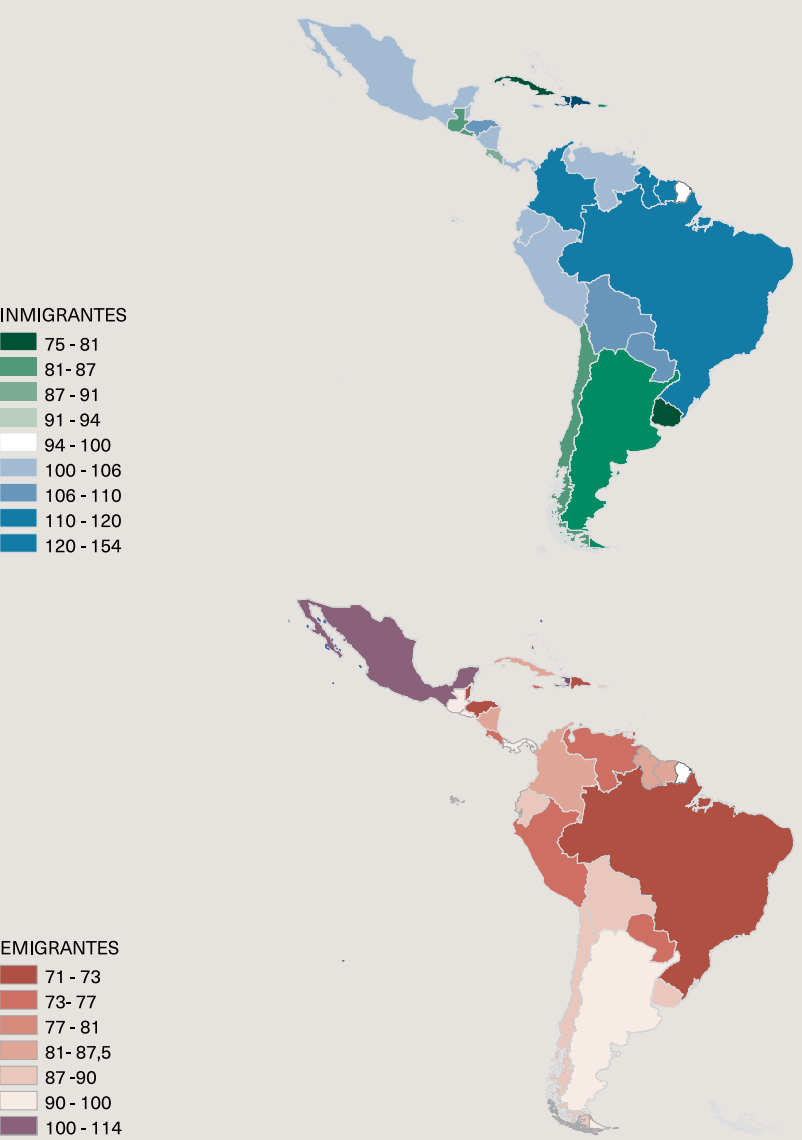 INMIGRANTES
75 - 81
81- 87
87 - 91
91 - 94
94 - 100
100 - 106
106 - 110
110 - 120
120 - 154
EMIGRANTES
71 - 73
73- 77
77 - 81
81- 87,5
87 -90
90 - 100
100 - 114